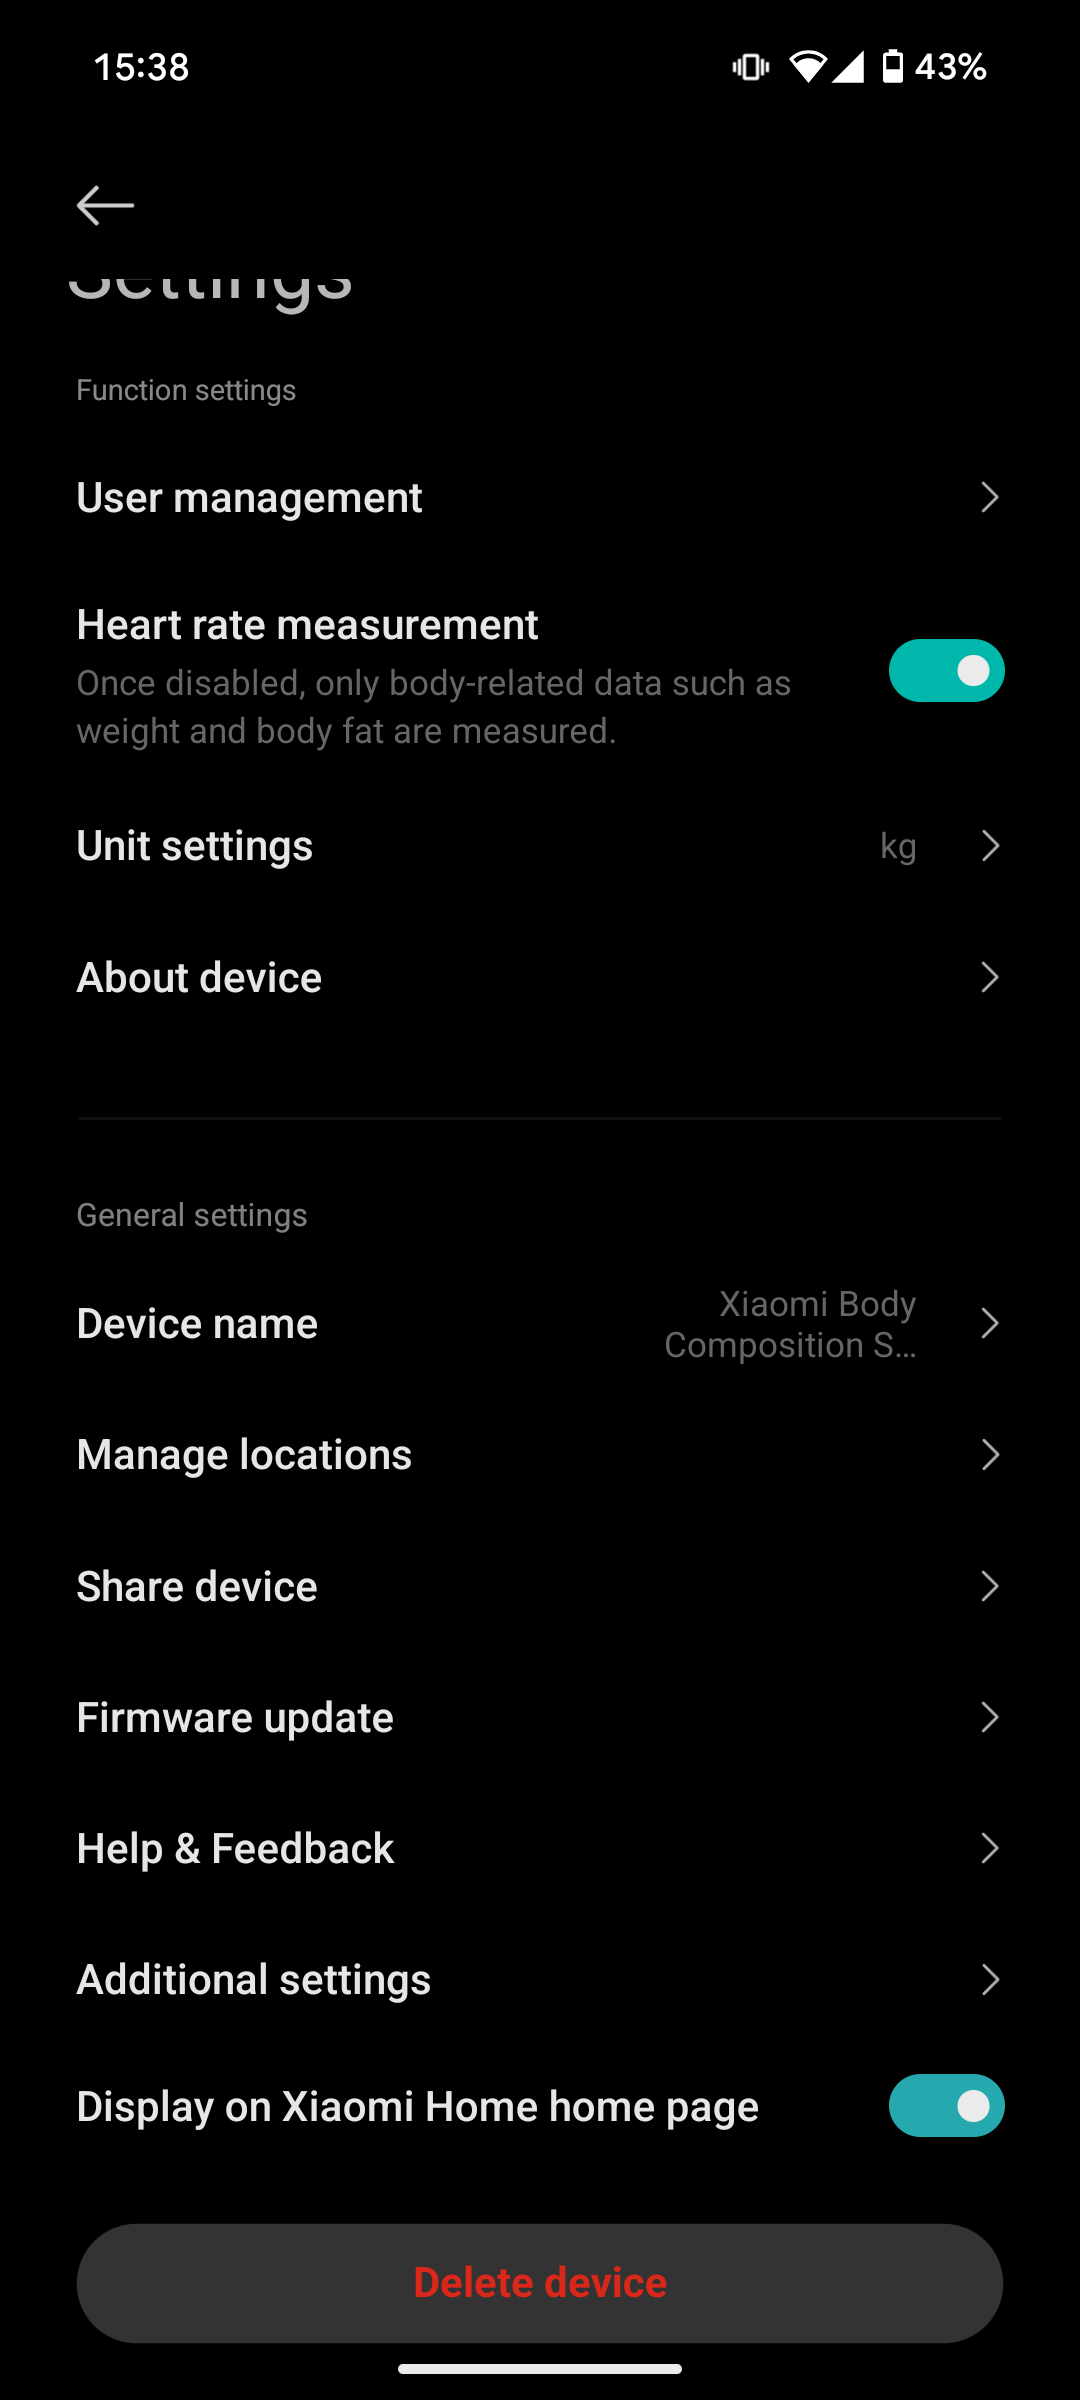 15:38
43%
Settings
Function settings
User management
Heart rate measurement
Once disabled, only body-related data such as
weight and body fat are measured.
Unit settings
kg
About device
General settings
Device name
Xiaomi Body
Composition S...
Manage locations
Share device
Firmware update
Help & Feedback
Additional settings
Display on Xiaomi Home home page
Delete device